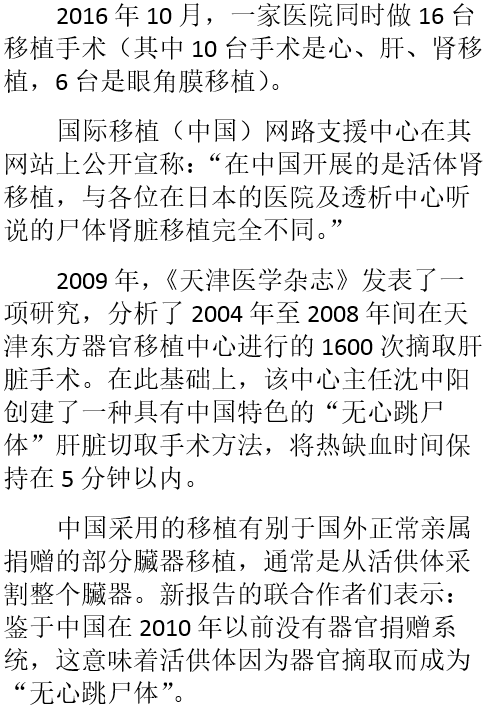 2016 年 10 月，一家医院同时做 16 台
移植手术（其中 10 台手术是心、肝、肾移
植，6 台是眼角膜移植）。
国际移植（中国）网路支援中心在其
网站上公开宣称：“在中国开展的是活体肾
移植，与各位在日本的医院及透析中心听
说的尸体肾脏移植完全不同。”
2009 年，《天津医学杂志》发表了一
项研究，分析了 2004 年至 2008 年间在天
津东方器官移植中心进行的 1600 次摘取肝
脏手术。在此基础上，该中心主任沈中阳
创建了一种具有中国特色的“无心跳尸
体”肝脏切取手术方法，将热缺血时间保
持在 5 分钟以内。
中国采用的移植有别于国外正常亲属
捐赠的部分臟器移植，通常是从活供体采
割整个臟器。新报告的联合作者们表示：
鉴于中国在 2010 年以前没有器官捐赠系
统，这意味着活供体因为器官摘取而成为
“无心跳尸体”。